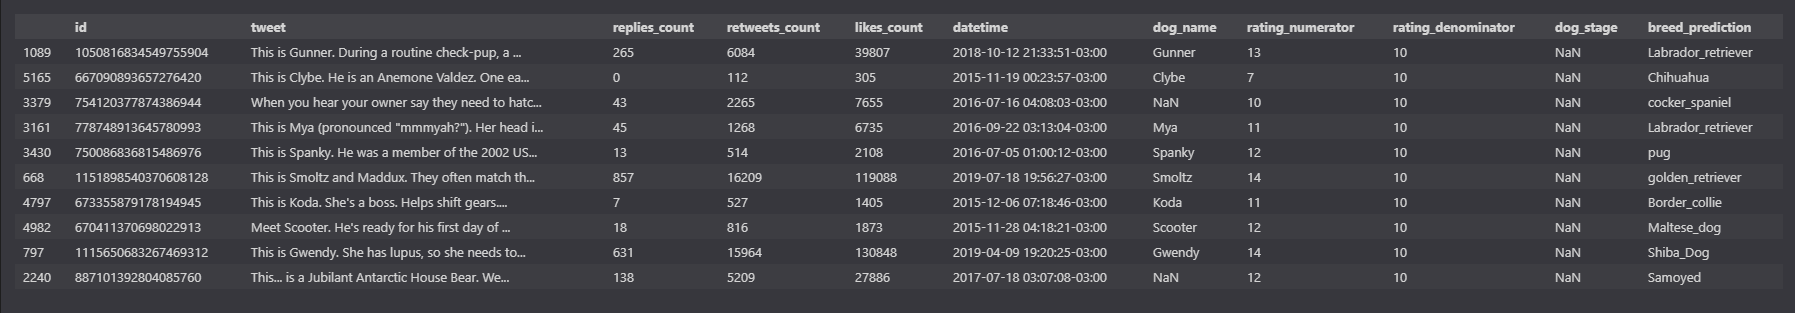 id tweet replies_count retweets_count likes_count datetime dog_name rating_numerator rating_denominator dog_stage breed_prediction
1089 1050816834549755904 This is Gunner. During a routine check-pup, a ... 265 6084 39807 2018-10-12 21:33:51-03:00 Gunner 13 10 NaN Labrador_retriever
5165 667090893657276420 This is Clybe. He is an Anemone Valdez. One ea... 0 112 305 2015-11-19 00:23:57-03:00 Clybe 7 10 NaN Chihuahua
3379 754120377874386944 When you hear your owner say they need to hatc... 43 2265 7655 2016-07-16 04:08:03-03:00 NaN 10 10 NaN cocker_spaniel
3161 778748913645780993 This is Mya (pronounced "mmmyah?"). Her head i... 45 1268 6735 2016-09-22 03:13:04-03:00 Mya 11 10 NaN Labrador_retriever
3430 750086836815486976 This is Spanky. He was a member of the 2002 US... 13 514 2108 2016-07-05 01:00:12-03:00 Spanky 12 10 NaN pug
668 1151898540370608128 This is Smoltz and Maddux. They often match th... 857 16209 119088 2019-07-18 19:56:27-03:00 Smoltz 14 10 NaN golden_retriever
4797 673355879178194945 This is Koda. She's a boss. Helps shift gears.... 7 527 1405 2015-12-06 07:18:46-03:00 Koda 11 10 NaN Border_collie
4982 670411370698022913 Meet Scooter. He's ready for his first day of ... 18 816 1873 2015-11-28 04:18:21-03:00 Scooter 12 10 NaN Maltese_dog
797 1115650683267469312 This is Gwendy. She has lupus, so she needs to... 631 15964 130848 2019-04-09 19:20:25-03:00 Gwendy 14 10 NaN Shiba_Dog
2240 887101392804085760 This... is a Jubilant Antarctic House Bear. We... 138 5209 27886 2017-07-18 03:07:08-03:00 NaN 12 10 NaN Samoyed